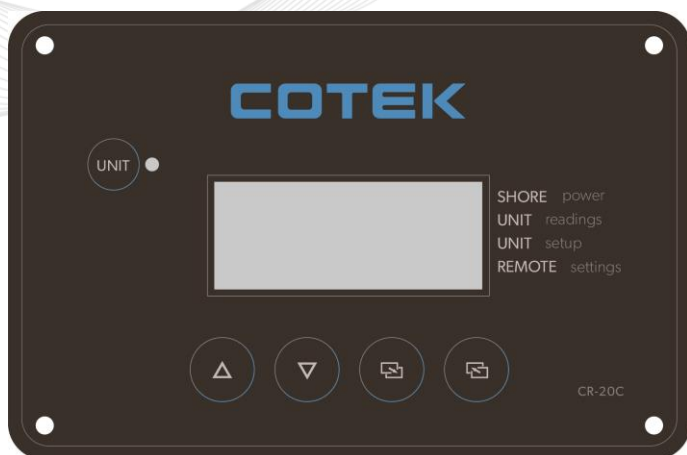 COTEK
UNIT
SHORE power
UNIT readings
UNIT setup
REMOTE settings
CR-20C